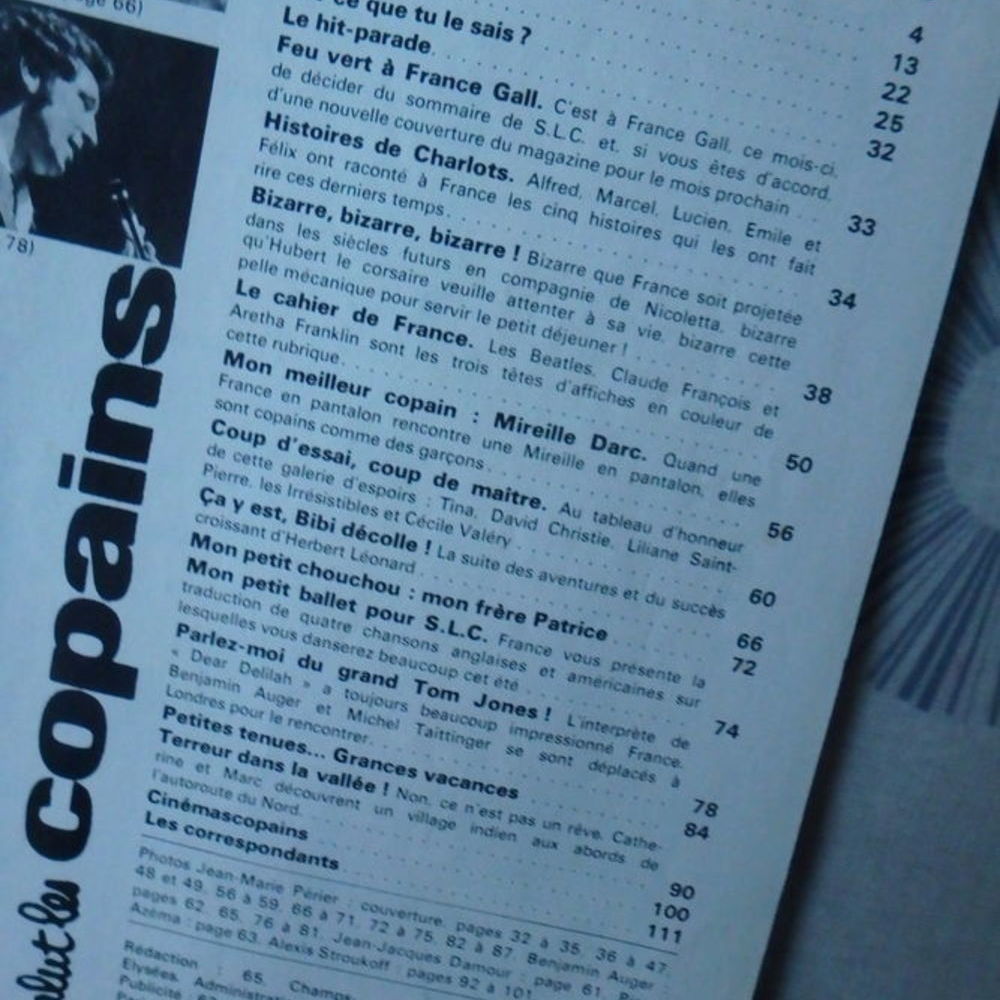 ge 66)
ce que tu le sais ? 4
Le hit-parade 13
22
25
Feu vert à France Gall. C'est à France Gall, ce mois-ci,
de décider du sommaire de S.L.C. et, si vous êtes d'accord,
d'une nouvelle couverture du magazine pour le mois prochain 32
Histoires de Charlots. Alfred, Marcel, Lucien, Emile et
Félix ont raconté à France les cinq histoires qui les ont fait
rire ces derniers temps 33
Bizarre, bizarre, bizarre ! Bizarre que France soit projetée
dans les siècles futurs en compagnie de Nicoletta, bizarre
qu'Hubert le corsaire veuille attenter à sa vie, bizarre cette
pelle mécanique pour servir le petit déjeuner ! 34
Le cahier de France. Les Beatles, Claude François et
Aretha Franklin sont les trois têtes d'affiches en couleur de
cette rubrique. 38
Mon meilleur copain : Mireille Darc. Quand une
France en pantalon rencontre une Mireille en pantalon, elles
sont copains comme des garçons 50
Coup d'essai, coup de maître. Au tableau d'honneur
de cette galerie d'espoirs : Tina, David Christie, Liliane Saint-
Pierre, les Irrésistibles et Cécile Valéry 56
Ça y est, Bibi décolle ! La suite des aventures et du succès
croissant d'Herbert Léonard 60
Mon petit chouchou : mon frère Patrice 66
Mon petit ballet pour S.L.C. France vous présente la
traduction de quatre chansons anglaises et américaines sur
lesquelles vous danserez beaucoup cet été 72
Parlez-moi du grand Tom Jones ! L'interprète de
« Dear Delilah » a toujours beaucoup impressionné France.
Benjamin Auger et Michel Taittinger se sont déplacés à
Londres pour le rencontrer. 74
Petites tenues... Grances vacances 78
Terreur dans la vallée ! Non, ce n'est pas un rêve. Cathe-
rine et Marc découvrent un village indien aux abords de
l'autoroute du Nord. 84
Cinémascopains 90
Les correspondants 100
111
Photos Jean-Marie Périer : couverture, pages 32 à 35, 36 à 47,
48 et 49, 56 à 59, 66 à 71, 72 à 75, 82 à 87. Benjamin Auger :
pages 62, 65, 76 à 81. Jean-Jacques Damour : page 61.
Azéma : page 63. Alexis Stroukoff : pages 92 à 101
Rédaction : 65, Champs-
Elysées. Administrat
Publicité : 6
78)
alut les copains